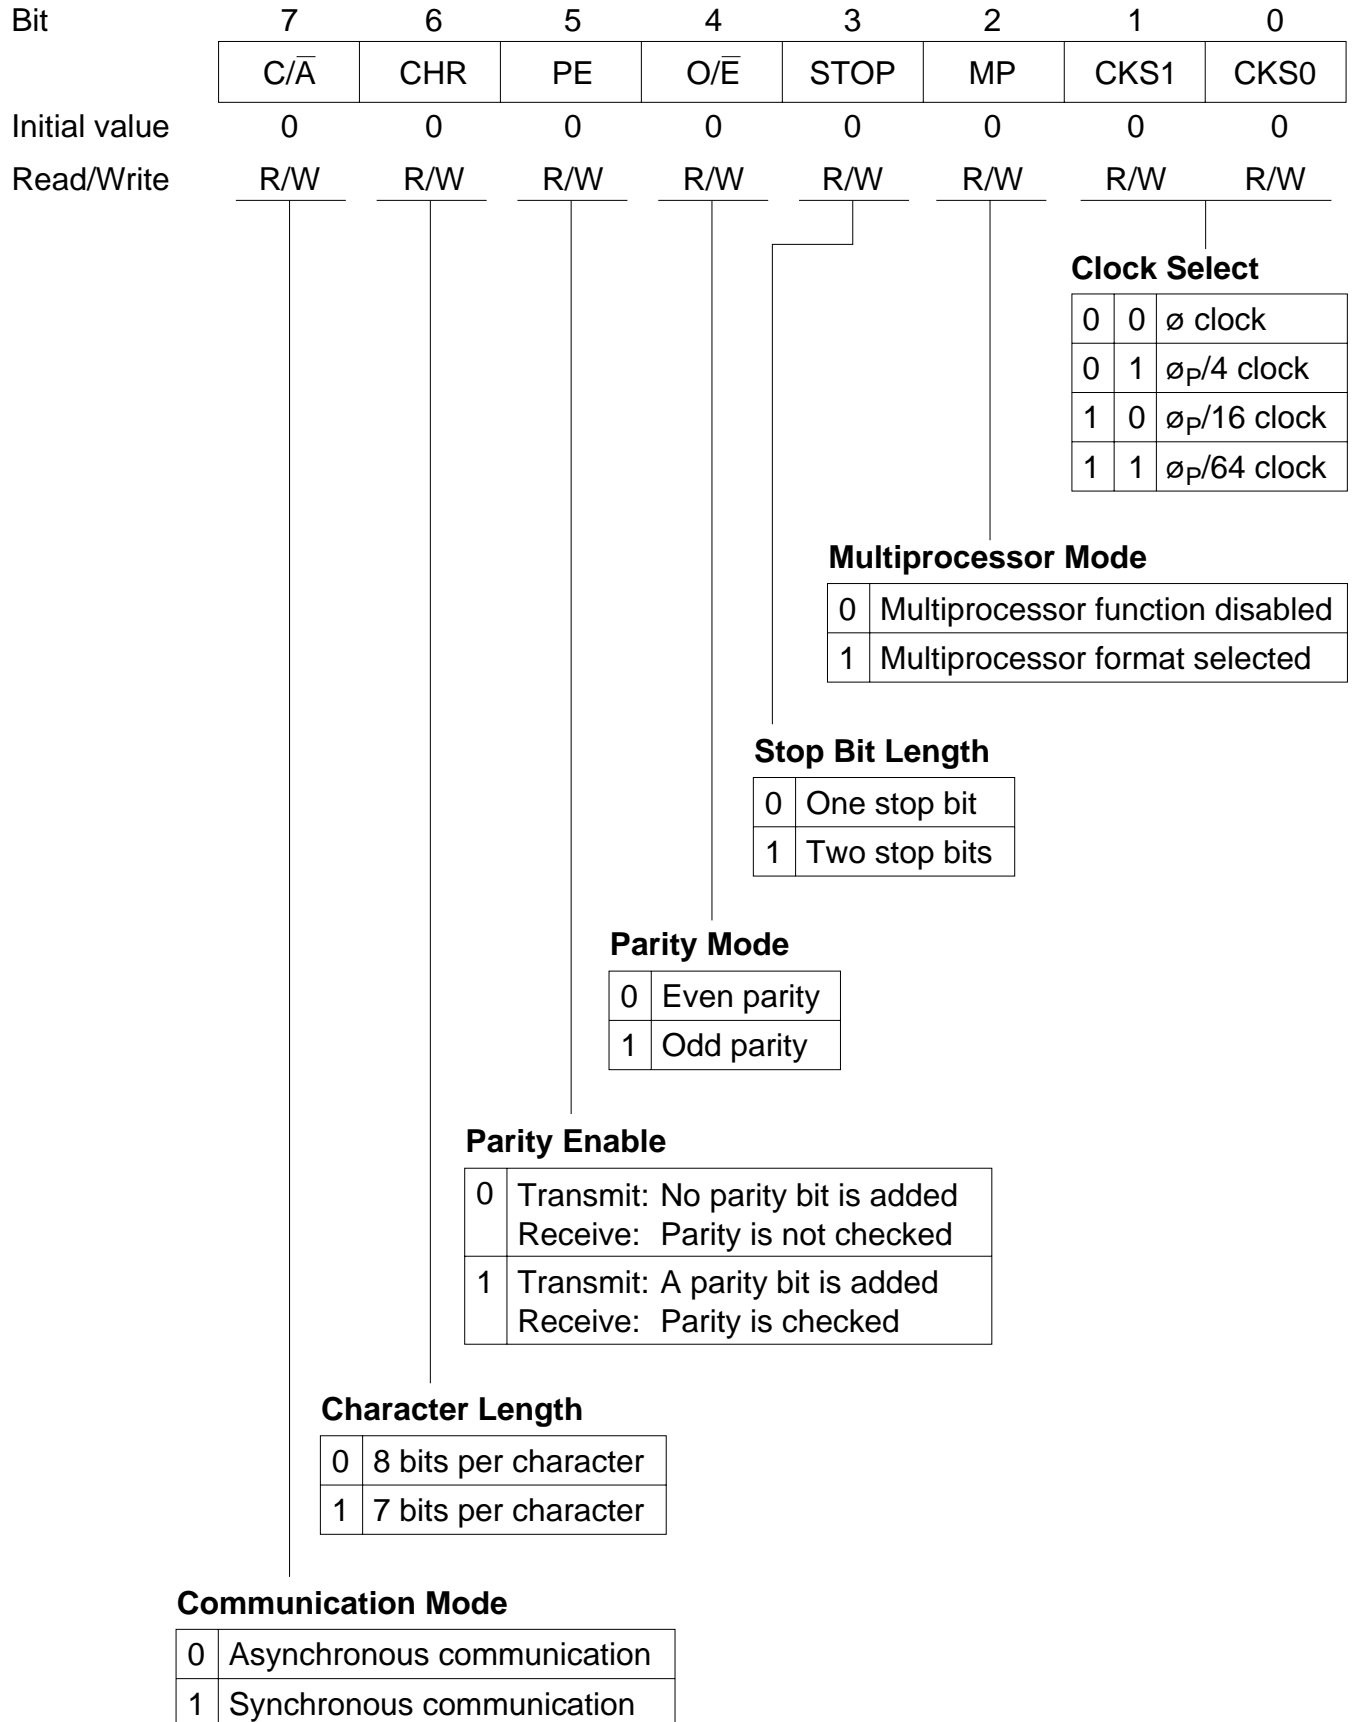 Bit 7 6 5 4 3 2 1 0
C/A̅ CHR PE O/E̅ STOP MP CKS1 CKS0
Initial value 0 0 0 0 0 0 0 0
Read/Write R/W R/W R/W R/W R/W R/W R/W R/W
Clock Select
0 0 ø clock
0 1 øP/4 clock
1 0 øP/16 clock
1 1 øP/64 clock
Multiprocessor Mode
0 Multiprocessor function disabled
1 Multiprocessor format selected
Stop Bit Length
0 One stop bit
1 Two stop bits
Parity Mode
0 Even parity
1 Odd parity
Parity Enable
0 Transmit: No parity bit is added
Receive: Parity is not checked
1 Transmit: A parity bit is added
Receive: Parity is checked
Character Length
0 8 bits per character
1 7 bits per character
Communication Mode
0 Asynchronous communication
1 Synchronous communication